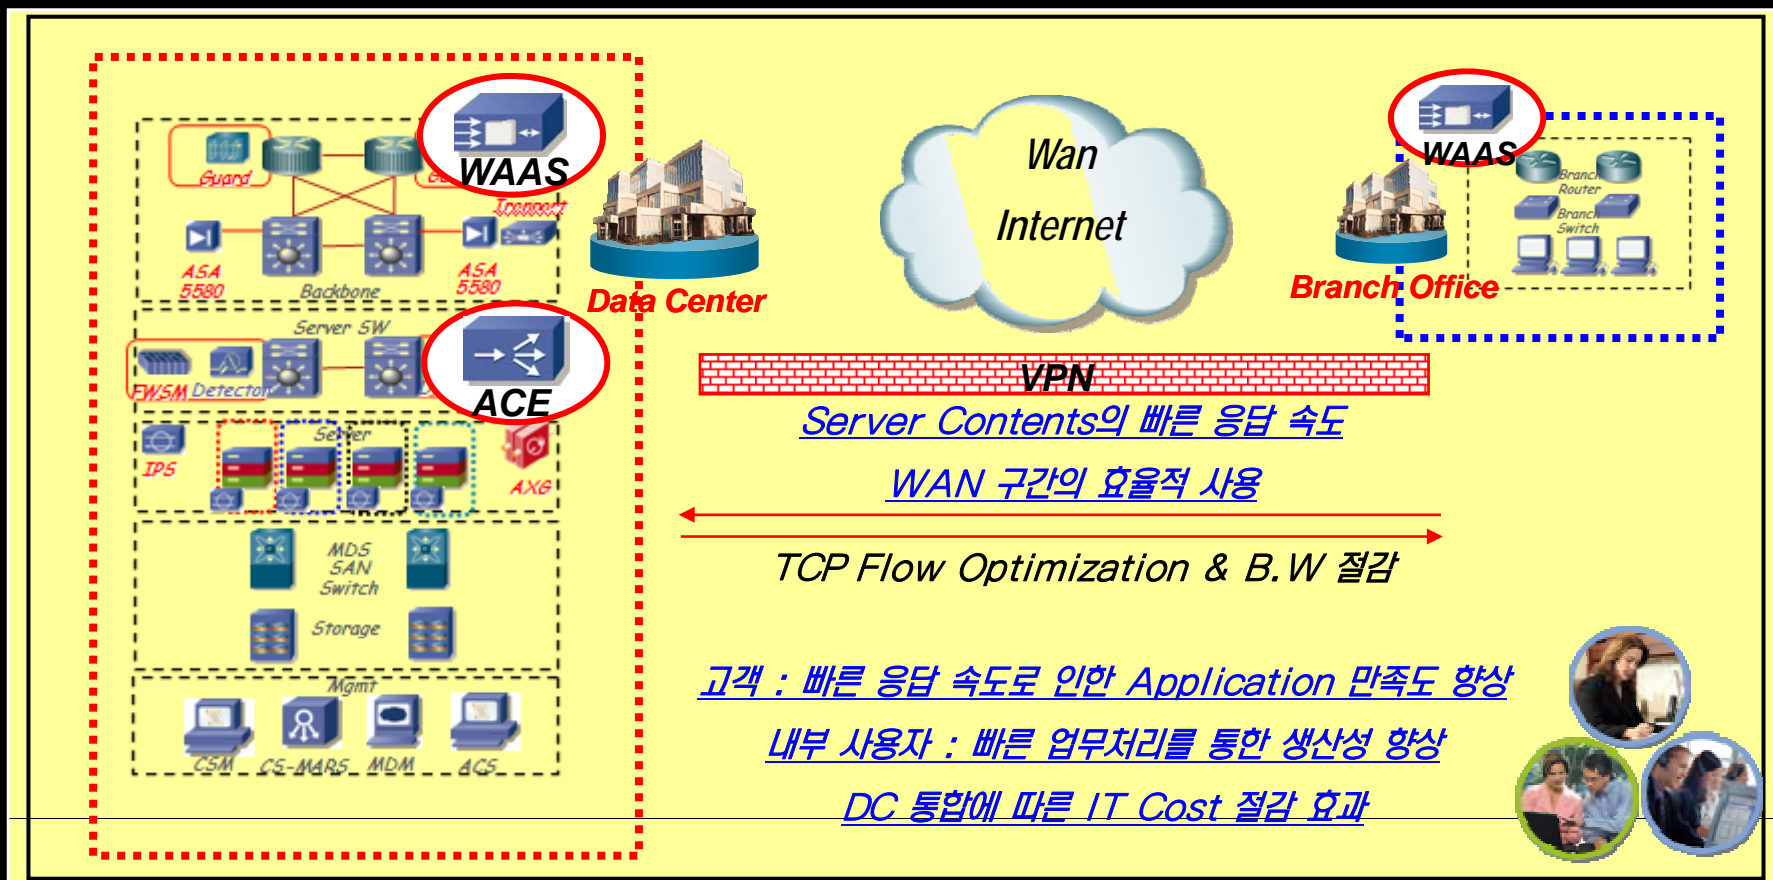 WAAS
Guard
Ironport
ASA
5580
ASA
5580
Backbone
Data Center
Server SW
FWSM Detector
ACE
Server
IPS
AXG
MDS
SAN
Switch
Storage
Mgmt
CSM CS-MARS MDM ACS
Wan
Internet
WAAS
Branch
Router
Branch
Switch
Branch Office
VPN
Server Contents의 빠른 응답 속도
WAN 구간의 효율적 사용
TCP Flow Optimization & B.W 절감
고객 : 빠른 응답 속도로 인한 Application 만족도 향상
내부 사용자 : 빠른 업무처리를 통한 생산성 향상
DC 통합에 따른 IT Cost 절감 효과